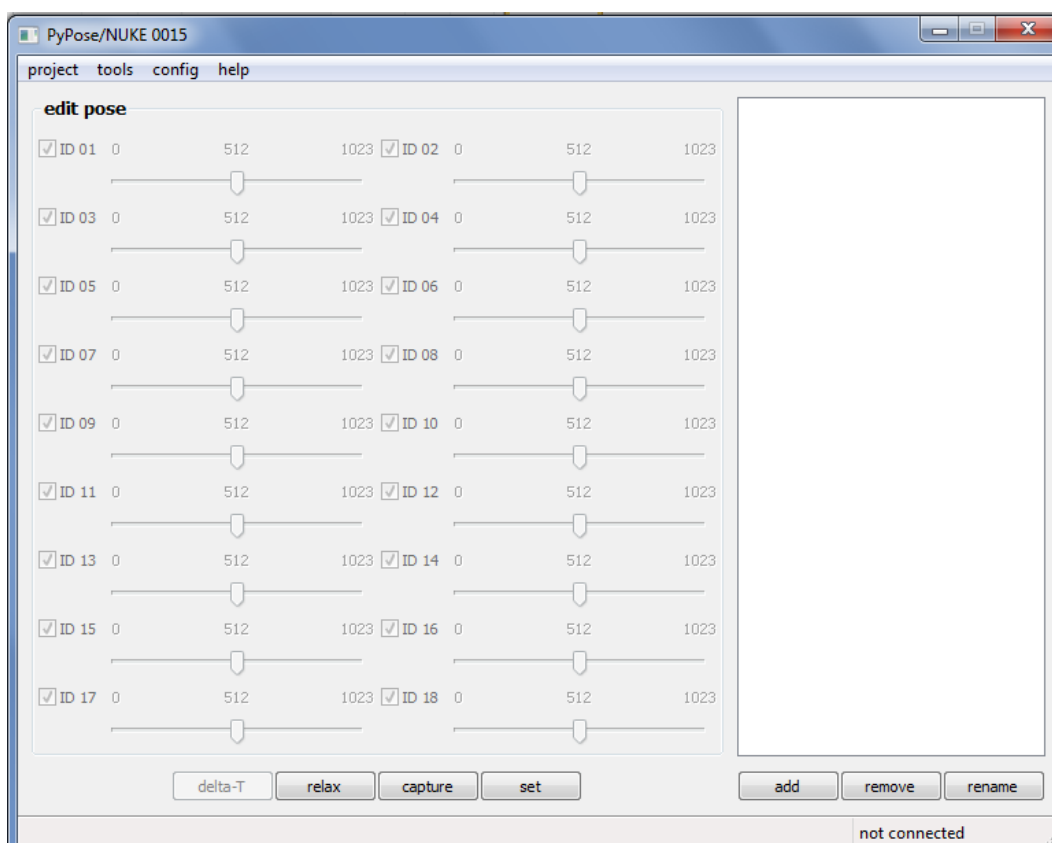 PyPose/NUKE 0015
project tools config help
edit pose
ID 01 0 512 1023 ID 02 0 512 1023
ID 03 0 512 1023 ID 04 0 512 1023
ID 05 0 512 1023 ID 06 0 512 1023
ID 07 0 512 1023 ID 08 0 512 1023
ID 09 0 512 1023 ID 10 0 512 1023
ID 11 0 512 1023 ID 12 0 512 1023
ID 13 0 512 1023 ID 14 0 512 1023
ID 15 0 512 1023 ID 16 0 512 1023
ID 17 0 512 1023 ID 18 0 512 1023
delta-T relax capture set add remove rename
not connected